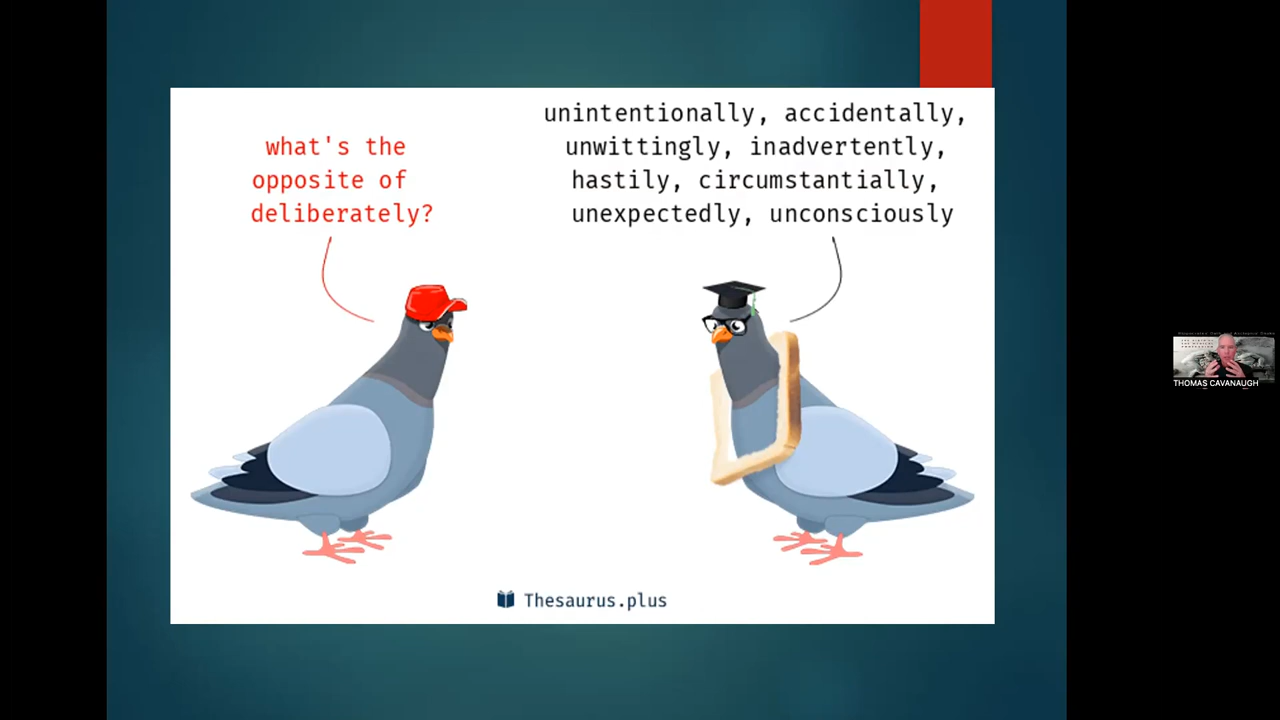 what's the
opposite of
deliberately?
unintentionally, accidentally,
unwittingly, inadvertently,
hastily, circumstantially,
unexpectedly, unconsciously
Thesaurus.plus
THOMAS CAVANAUGH